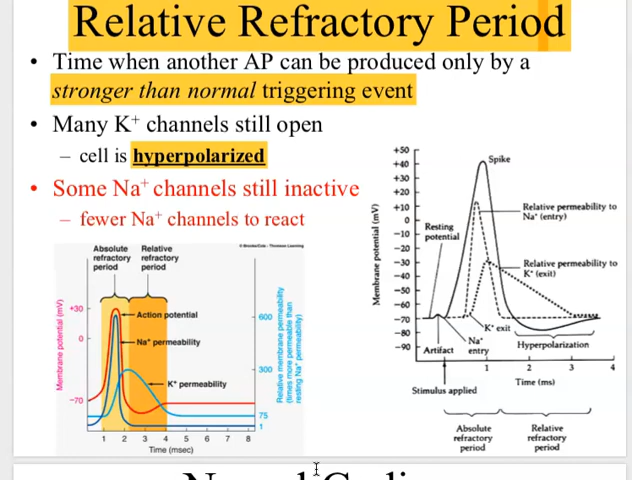 Relative Refractory Period
• Time when another AP can be produced only by a
stronger than normal triggering event
• Many K+ channels still open
– cell is hyperpolarized
• Some Na+ channels still inactive
– fewer Na+ channels to react
Absolute refractory period
Relative refractory period
© Brooks/Cole - Thomson Learning
Membrane potential (mV)
+30
0
−70
Action potential
Na+ permeability
K+ permeability
600
300
75
1
Relative membrane permeability
(times more permeable than
resting Na+ permeability)
1 2 3 4 5 6 7 8
Time (msec)
Membrane potential (mV)
+50
+40
+30
+20
+10
0
−10
−20
−30
−40
−50
−60
−70
−80
−90
Spike
Resting
potential
Relative permeability to
Na+ (entry)
Relative permeability to
K+ (exit)
K+ exit
Na+
entry
Artifact
Hyperpolarization
1 2 3 4
Time (ms)
Stimulus applied
Absolute
refractory
period
Relative
refractory
period